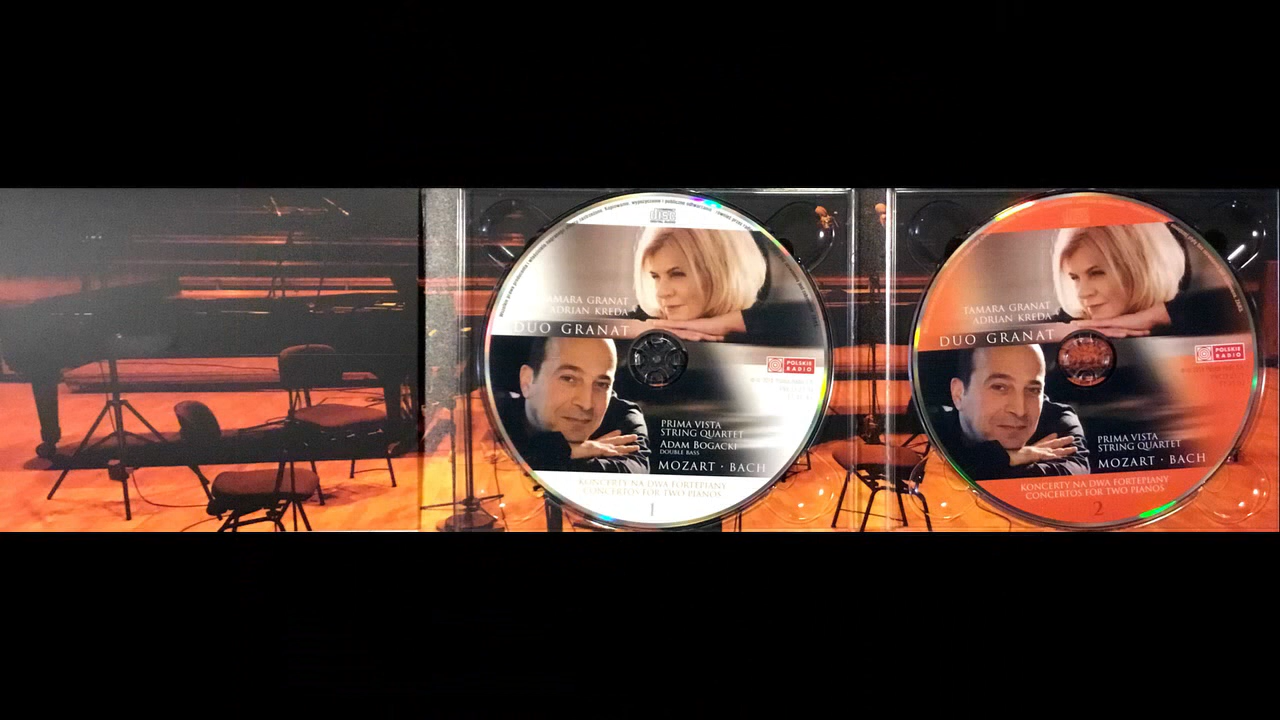 TAMARA GRANAT
ADRIAN KREDA
DUO GRANAT
POLSKIE
RADIO
PRIMA VISTA
STRING QUARTET
ADAM BOGACKI
DOUBLE BASS
MOZART · BACH
KONCERTY NA DWA FORTEPIANY
CONCERTOS FOR TWO PIANOS
1
TAMARA GRANAT
ADRIAN KREDA
DUO GRANAT
POLSKIE
RADIO
PRIMA VISTA
STRING QUARTET
MOZART · BACH
KONCERTY NA DWA FORTEPIANY
CONCERTOS FOR TWO PIANOS
2